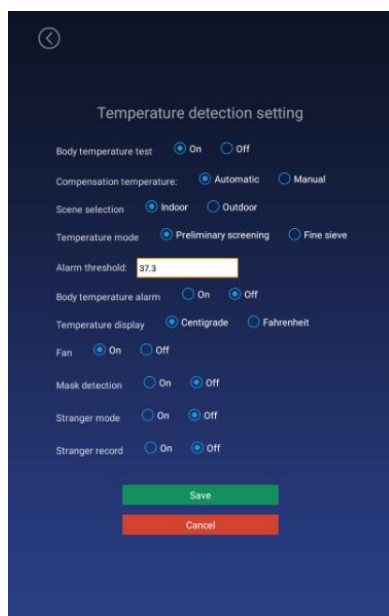 Temperature detection setting
Body temperature test On Off
Compensation temperature: Automatic Manual
Scene selection Indoor Outdoor
Temperature mode Preliminary screening Fine sieve
Alarm threshold: 37.3
Body temperature alarm On Off
Temperature display Centigrade Fahrenheit
Fan On Off
Mask detection On Off
Stranger mode On Off
Stranger record On Off
Save
Cancel